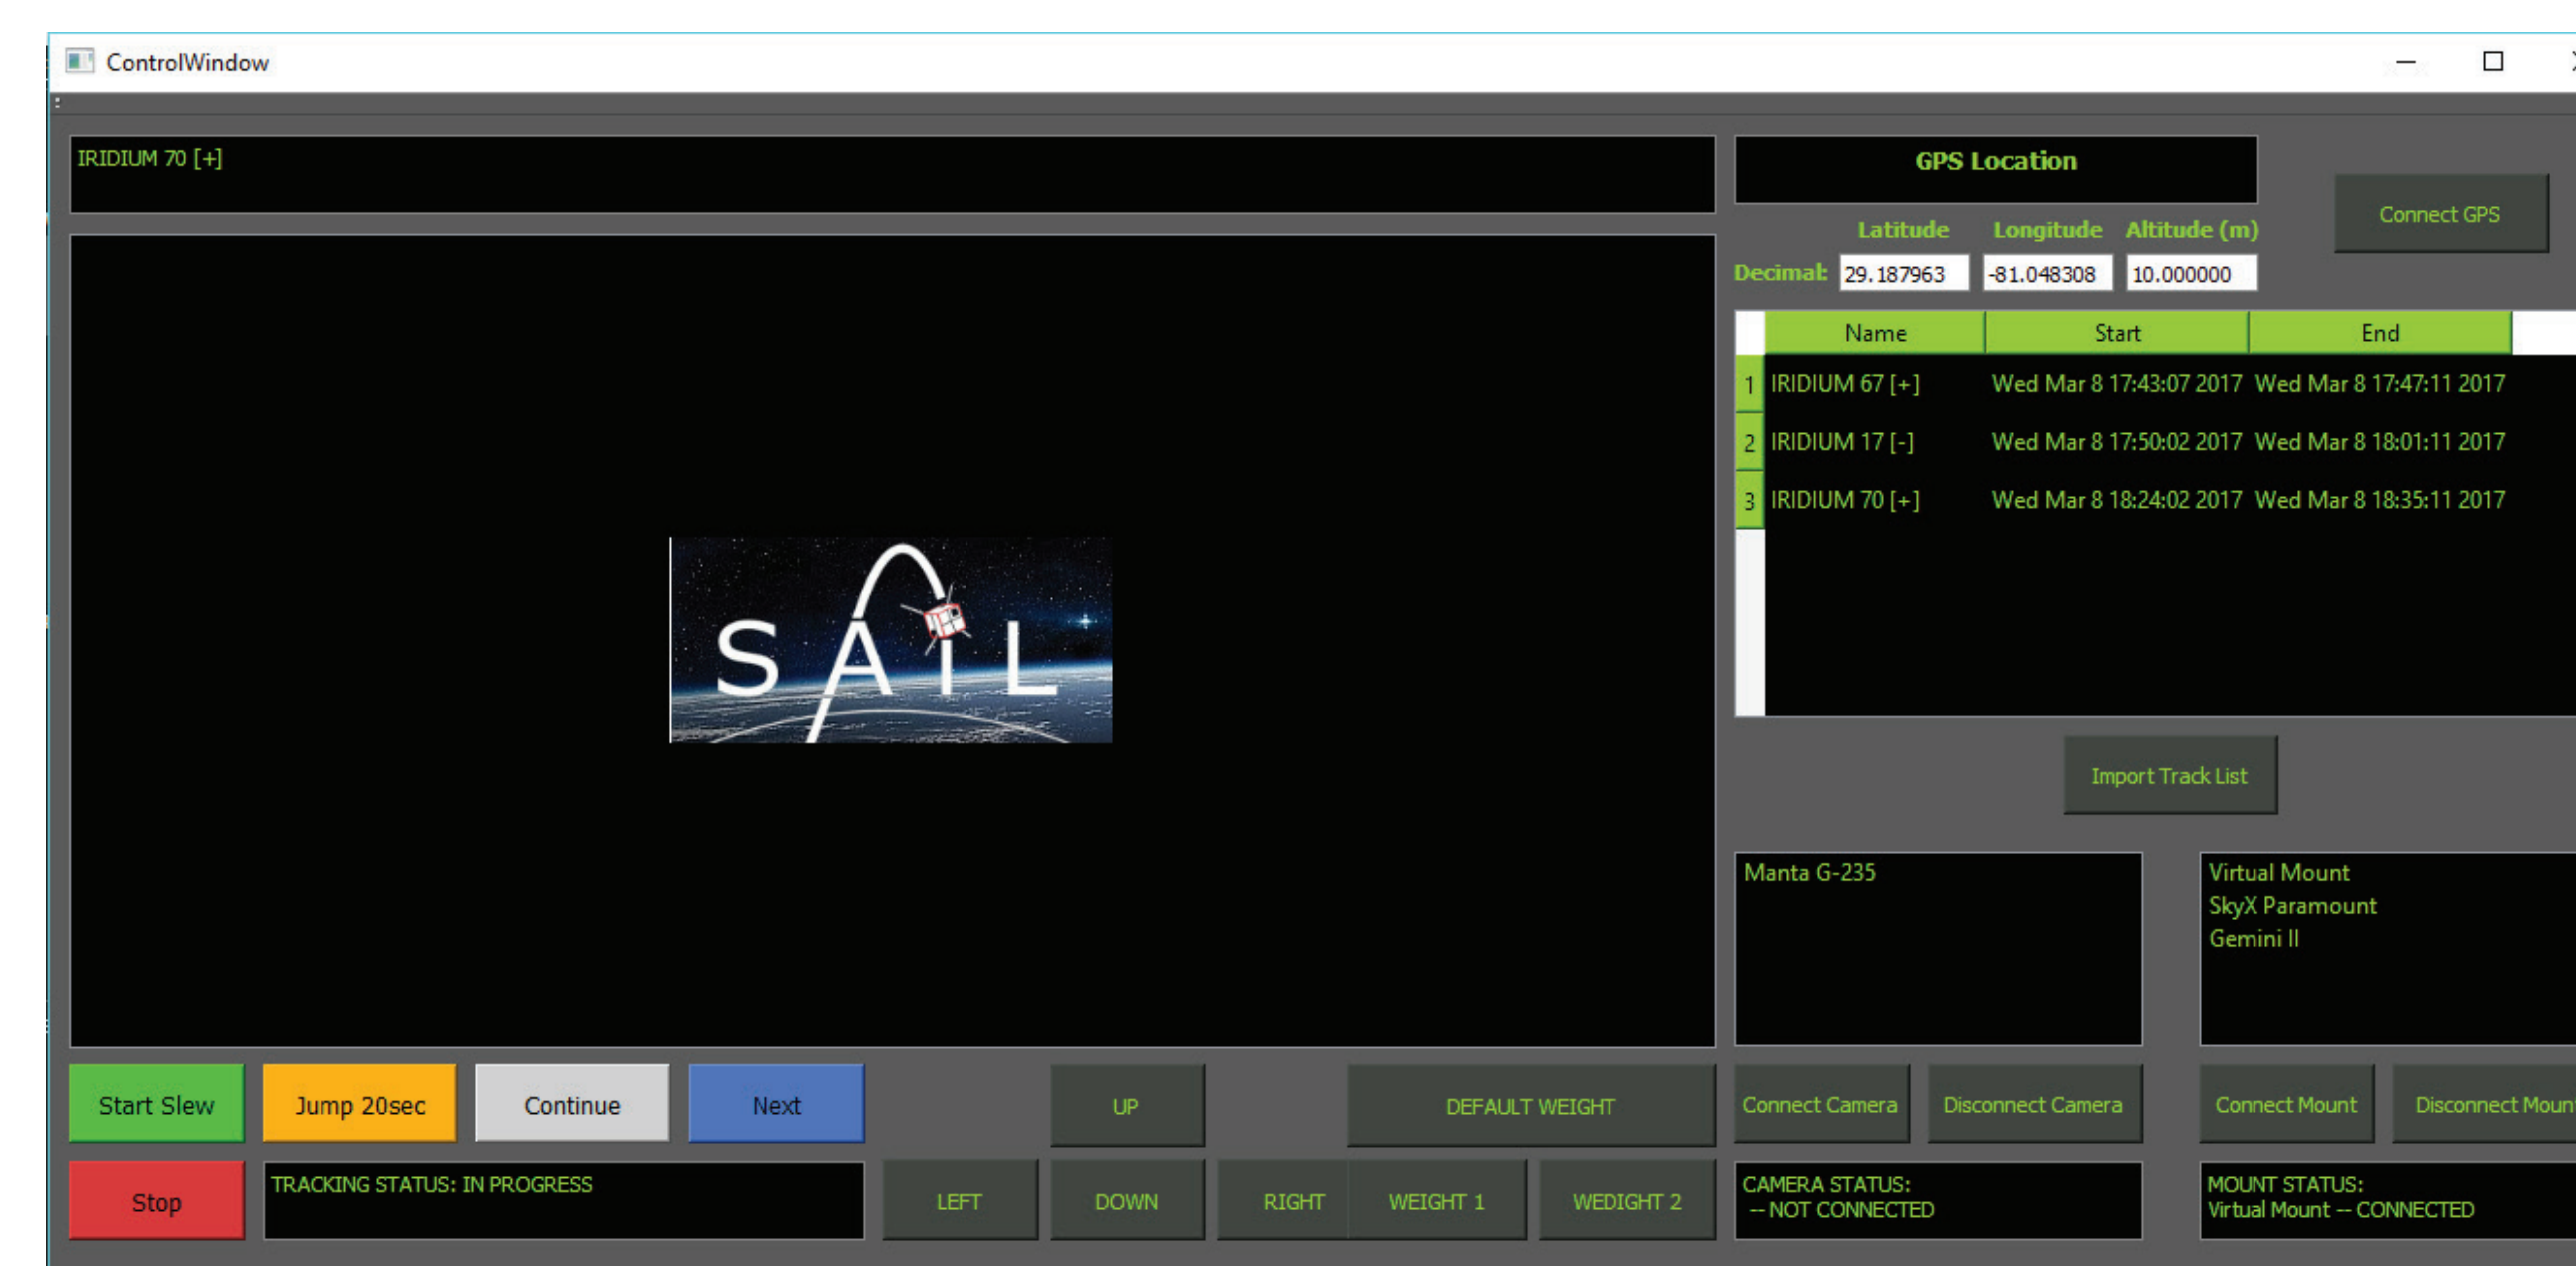 ControlWindow
IRIDIUM 70 [+]
GPS Location
Connect GPS
Latitude Longitude Altitude (m)
Decimal: 29.187963 -81.048308 10.000000
Name Start End
1 IRIDIUM 67 [+] Wed Mar 8 17:43:07 2017 Wed Mar 8 17:47:11 2017
2 IRIDIUM 17 [-] Wed Mar 8 17:50:02 2017 Wed Mar 8 18:01:11 2017
3 IRIDIUM 70 [+] Wed Mar 8 18:24:02 2017 Wed Mar 8 18:35:11 2017
SAIL
Import Track List
Manta G-235
Virtual Mount
SkyX Paramount
Gemini II
Start Slew Jump 20sec Continue Next UP DEFAULT WEIGHT Connect Camera Disconnect Camera Connect Mount Disconnect Moun
Stop TRACKING STATUS: IN PROGRESS LEFT DOWN RIGHT WEIGHT 1 WEDIGHT 2
CAMERA STATUS:
-- NOT CONNECTED
MOUNT STATUS:
Virtual Mount -- CONNECTED